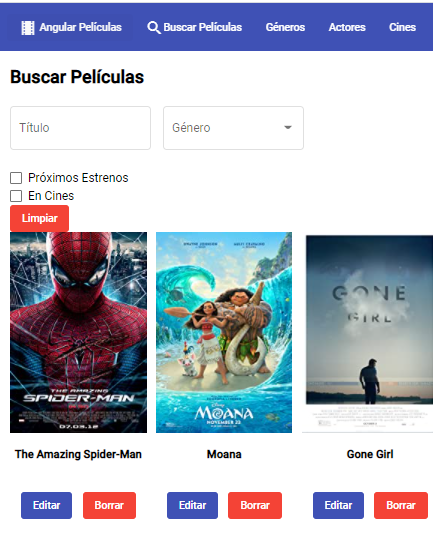 Angular Películas Buscar Películas Géneros Actores Cines
Buscar Películas
Título Género
Próximos Estrenos
En Cines
Limpiar
THE AMAZING
SPIDER-MAN
07.03.12
Disney
MOANA
NOVEMBER 23
GONE
GIRL
The Amazing Spider-Man Moana Gone Girl
Editar Borrar Editar Borrar Editar Borrar